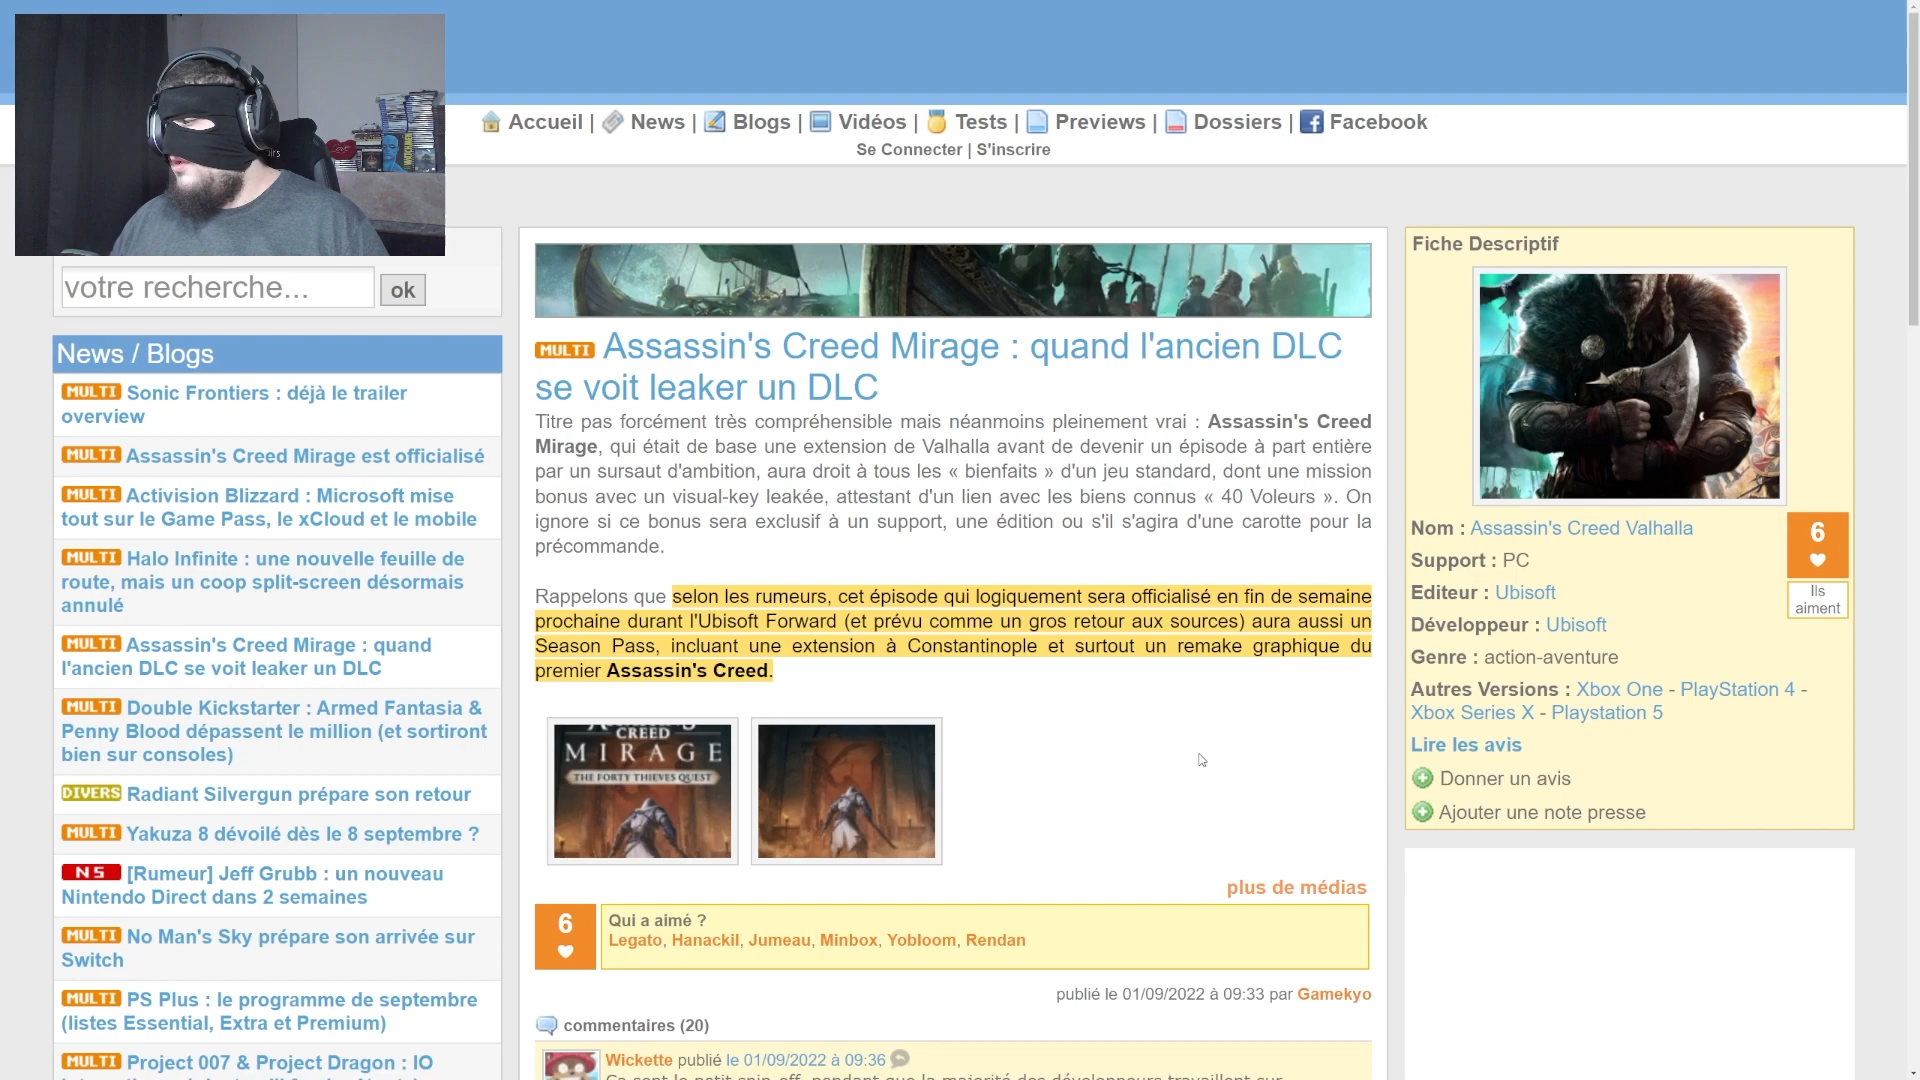 Accueil | News | Blogs | Vidéos | Tests | Previews | Dossiers | Facebook
Se Connecter | S'inscrire
votre recherche...
ok
News / Blogs
MULTI Sonic Frontiers : déjà le trailer
overview
MULTI Assassin's Creed Mirage est officialisé
MULTI Activision Blizzard : Microsoft mise
tout sur le Game Pass, le xCloud et le mobile
MULTI Halo Infinite : une nouvelle feuille de
route, mais un coop split-screen désormais
annulé
MULTI Assassin's Creed Mirage : quand
l'ancien DLC se voit leaker un DLC
MULTI Double Kickstarter : Armed Fantasia &
Penny Blood dépassent le million (et sortiront
bien sur consoles)
DIVERS Radiant Silvergun prépare son retour
MULTI Yakuza 8 dévoilé dès le 8 septembre ?
N S [Rumeur] Jeff Grubb : un nouveau
Nintendo Direct dans 2 semaines
MULTI No Man's Sky prépare son arrivée sur
Switch
MULTI PS Plus : le programme de septembre
(listes Essential, Extra et Premium)
MULTI Project 007 & Project Dragon : IO
MULTI Assassin's Creed Mirage : quand l'ancien DLC
se voit leaker un DLC
Titre pas forcément très compréhensible mais néanmoins pleinement vrai : Assassin's Creed
Mirage, qui était de base une extension de Valhalla avant de devenir un épisode à part entière
par un sursaut d'ambition, aura droit à tous les « bienfaits » d'un jeu standard, dont une mission
bonus avec un visual-key leakée, attestant d'un lien avec les biens connus « 40 Voleurs ». On
ignore si ce bonus sera exclusif à un support, une édition ou s'il s'agira d'une carotte pour la
précommande.
Rappelons que selon les rumeurs, cet épisode qui logiquement sera officialisé en fin de semaine
prochaine durant l'Ubisoft Forward (et prévu comme un gros retour aux sources) aura aussi un
Season Pass, incluant une extension à Constantinople et surtout un remake graphique du
premier Assassin's Creed.
CREED
MIRAGE
THE FORTY THIEVES QUEST
plus de médias
6
Qui a aimé ?
Legato, Hanackil, Jumeau, Minbox, Yobloom, Rendan
publié le 01/09/2022 à 09:33 par Gamekyo
commentaires (20)
Wickette publié le 01/09/2022 à 09:36
Ca sent le petit spin-off, pendant que la majorité des développeurs travaillent sur
Fiche Descriptif
Nom : Assassin's Creed Valhalla
Support : PC
Editeur : Ubisoft
Développeur : Ubisoft
Genre : action-aventure
Autres Versions : Xbox One - PlayStation 4 -
Xbox Series X - Playstation 5
Lire les avis
Donner un avis
Ajouter une note presse
6
Ils
aiment